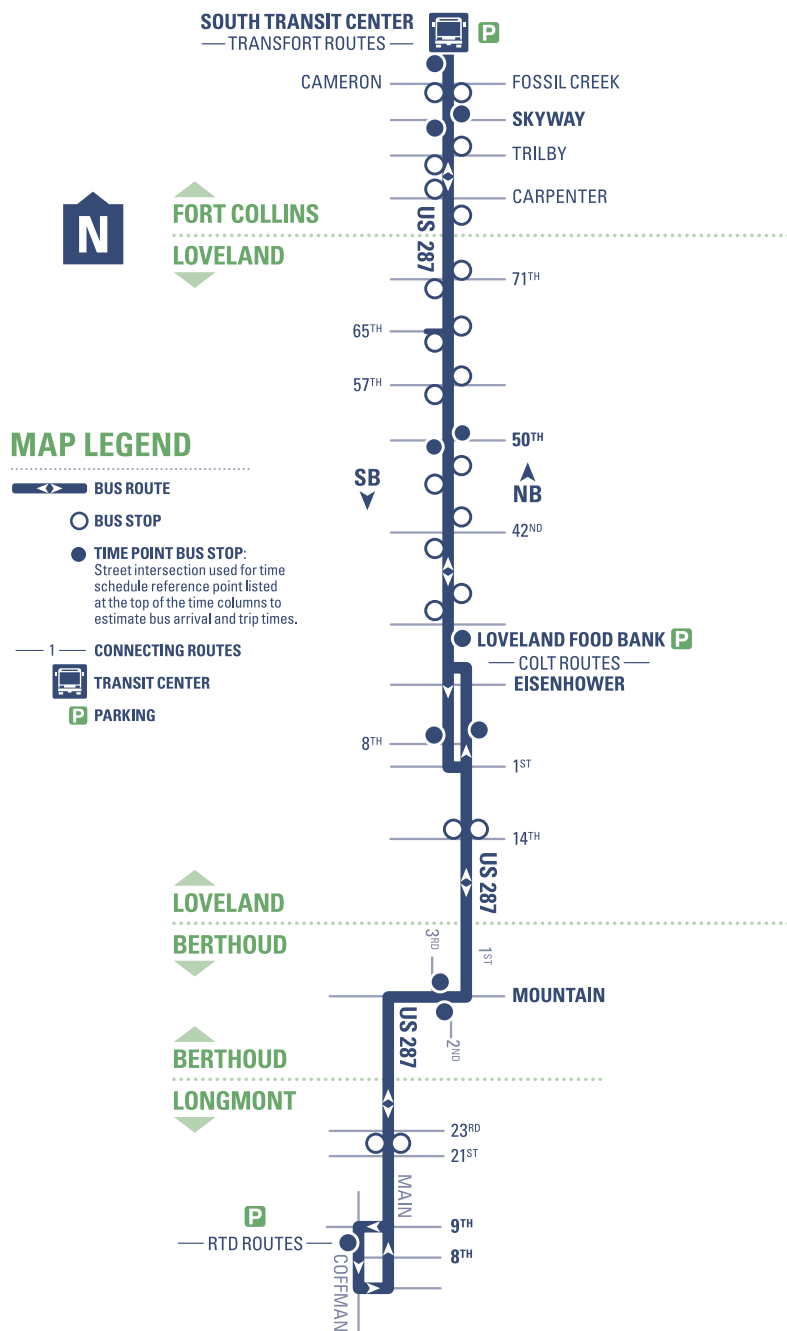 SOUTH TRANSIT CENTER
TRANSFORT ROUTES
P
CAMERON
FOSSIL CREEK
SKYWAY
TRILBY
CARPENTER
N
FORT COLLINS
US 287
LOVELAND
71TH
65TH
57TH
MAP LEGEND
50TH
SB
NB
BUS ROUTE
BUS STOP
42ND
TIME POINT BUS STOP:
Street intersection used for time
schedule reference point listed
at the top of the time columns to
estimate bus arrival and trip times.
1
CONNECTING ROUTES
TRANSIT CENTER
P PARKING
LOVELAND FOOD BANK P
COLT ROUTES
EISENHOWER
8TH
1ST
14TH
US 287
LOVELAND
BERTHOUD
3RD
1ST
MOUNTAIN
US 287
2ND
BERTHOUD
LONGMONT
23RD
21ST
MAIN
P
9TH
RTD ROUTES
8TH
COFFMAN